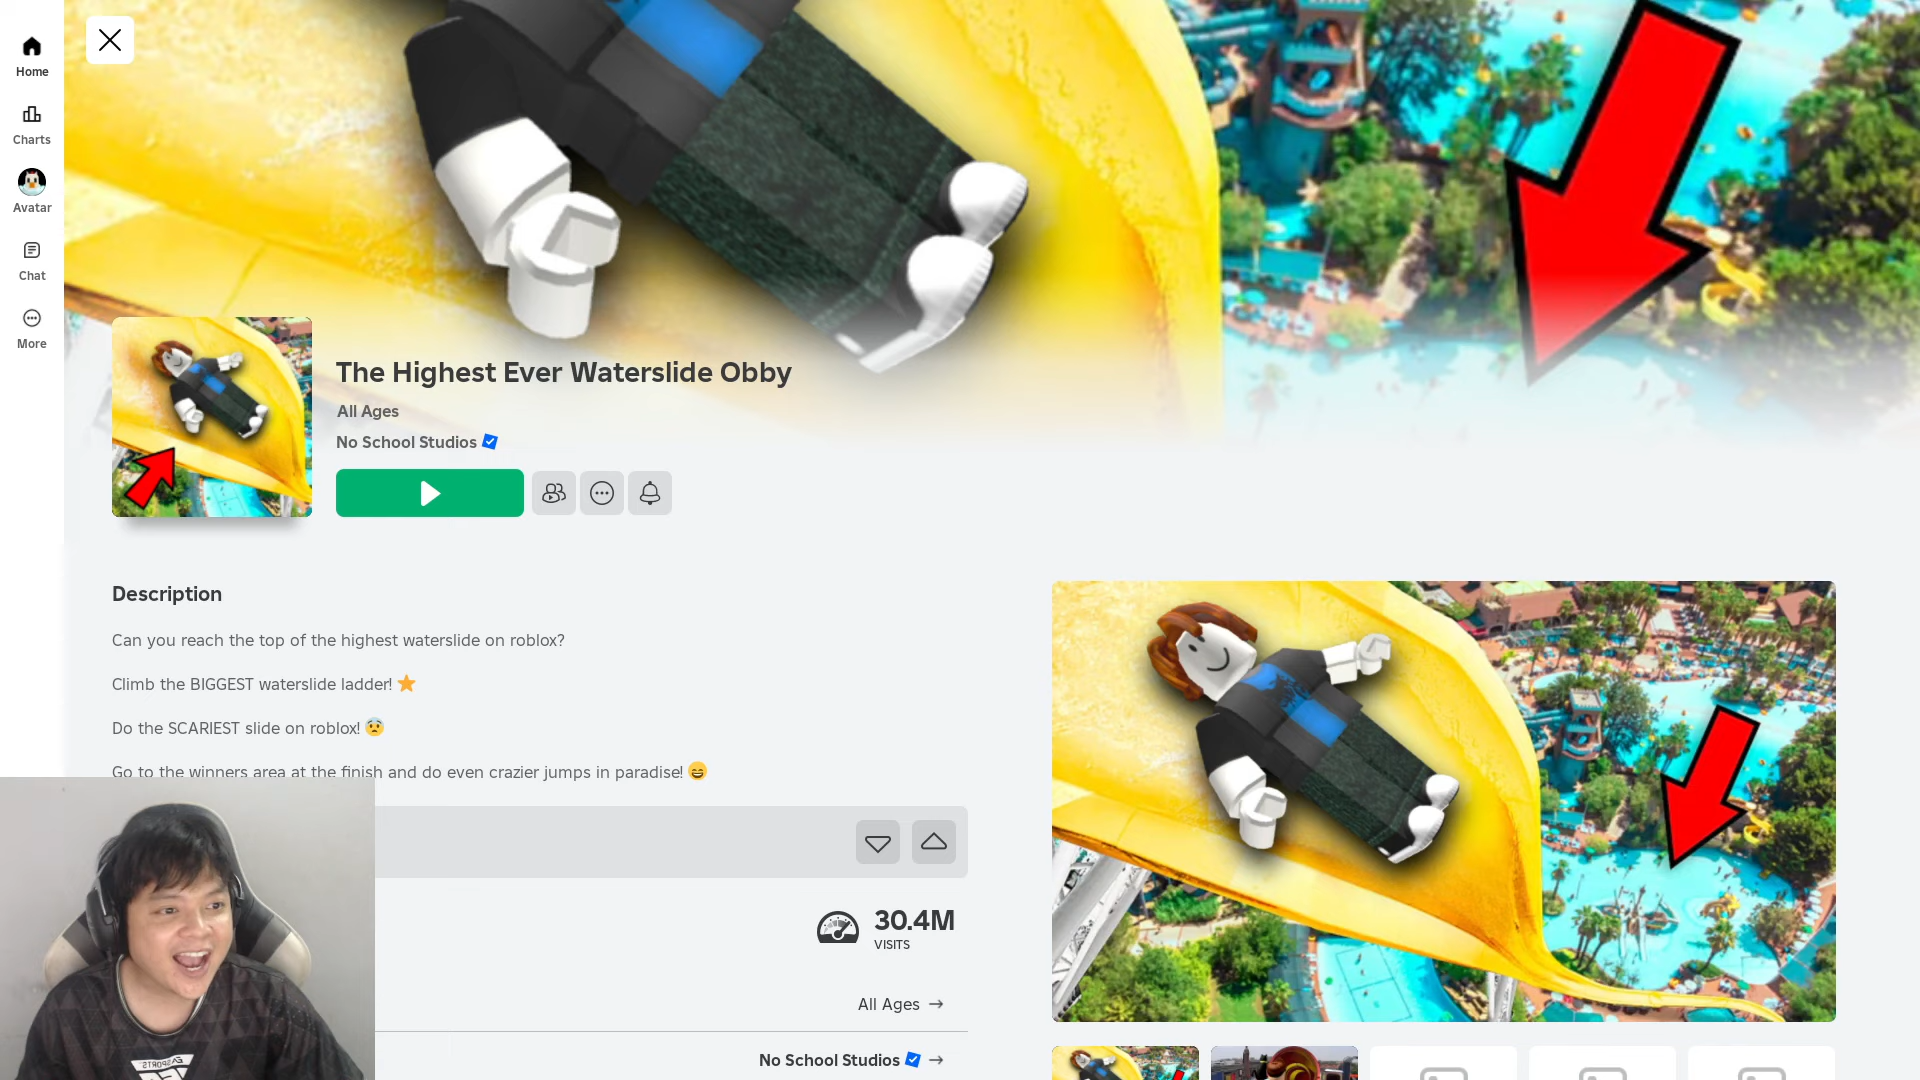 Home
Charts
Avatar
Chat
More
The Highest Ever Waterslide Obby
All Ages
No School Studios
Description
Can you reach the top of the highest waterslide on roblox?
Climb the BIGGEST waterslide ladder! ⭐
Do the SCARIEST slide on roblox! 😨
Go to the winners area at the finish and do even crazier jumps in paradise! 😄
30.4M
VISITS
All Ages →
No School Studios →